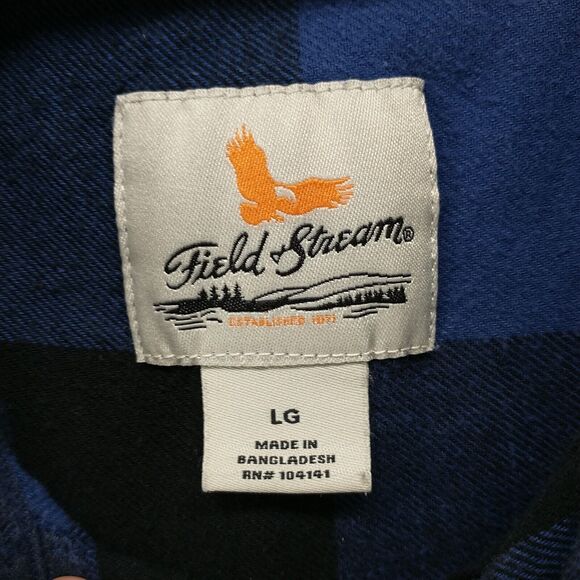 Field & Stream®
ESTABLISHED 1871
LG
MADE IN
BANGLADESH
RN# 104141